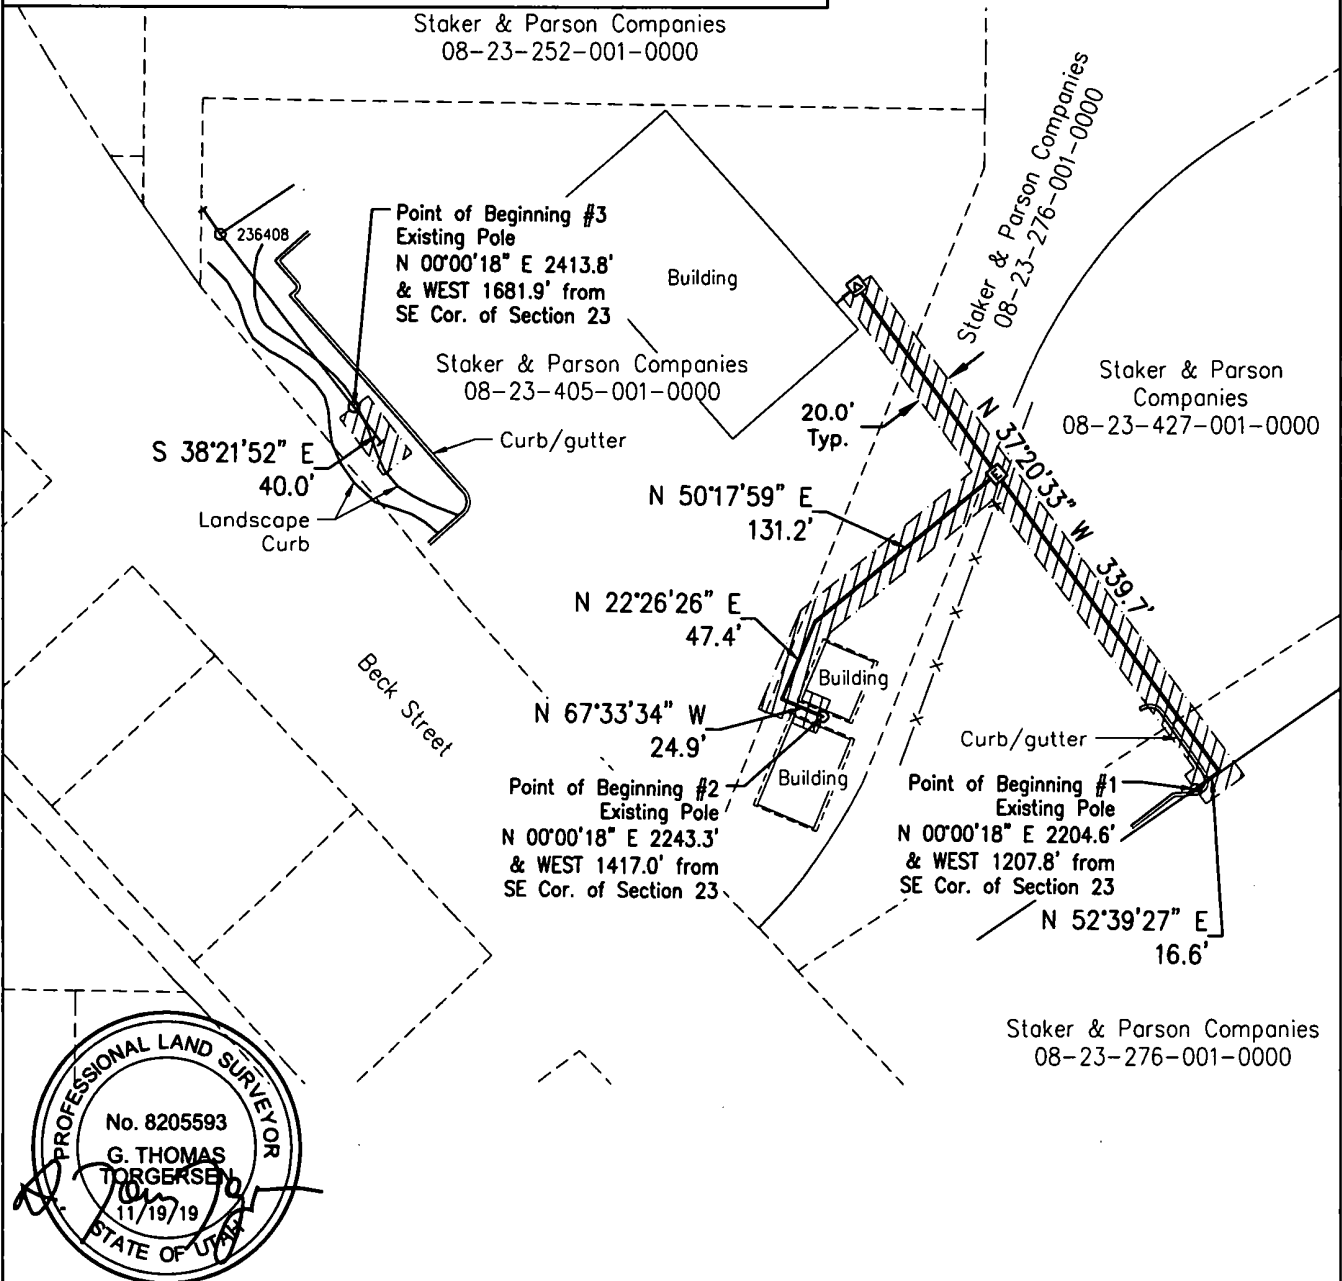 Staker & Parson Companies
08-23-252-001-0000
Staker & Parson Companies
08-23-276-001-0000
Point of Beginning #3
Existing Pole
N 00°00'18" E 2413.8'
& WEST 1681.9' from
SE Cor. of Section 23
236408
Building
Staker & Parson Companies
08-23-405-001-0000
Staker & Parson
Companies
08-23-427-001-0000
20.0'
Typ.
N 37°20'33" W 339.7'
Curb/gutter
S 38°21'52" E
40.0'
Landscape
Curb
N 50°17'59" E
131.2'
N 22°26'26" E
47.4'
Building
Beck Street
N 67°33'34" W
24.9'
Building
Point of Beginning #2
Existing Pole
N 00°00'18" E 2243.3'
& WEST 1417.0' from
SE Cor. of Section 23
Curb/gutter
Point of Beginning #1
Existing Pole
N 00°00'18" E 2204.6'
& WEST 1207.8' from
SE Cor. of Section 23
N 52°39'27" E
16.6'
Staker & Parson Companies
08-23-276-001-0000
PROFESSIONAL LAND SURVEYOR
No. 8205593
G. THOMAS
TORGERSEN
11/19/19
STATE OF UTAH